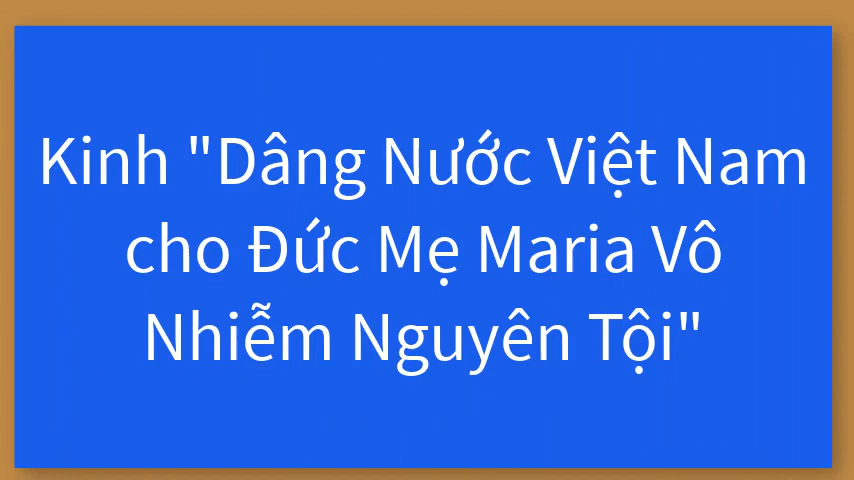 Kinh "Dâng Nước Việt Nam
cho Đức Mẹ Maria Vô
Nhiễm Nguyên Tội"